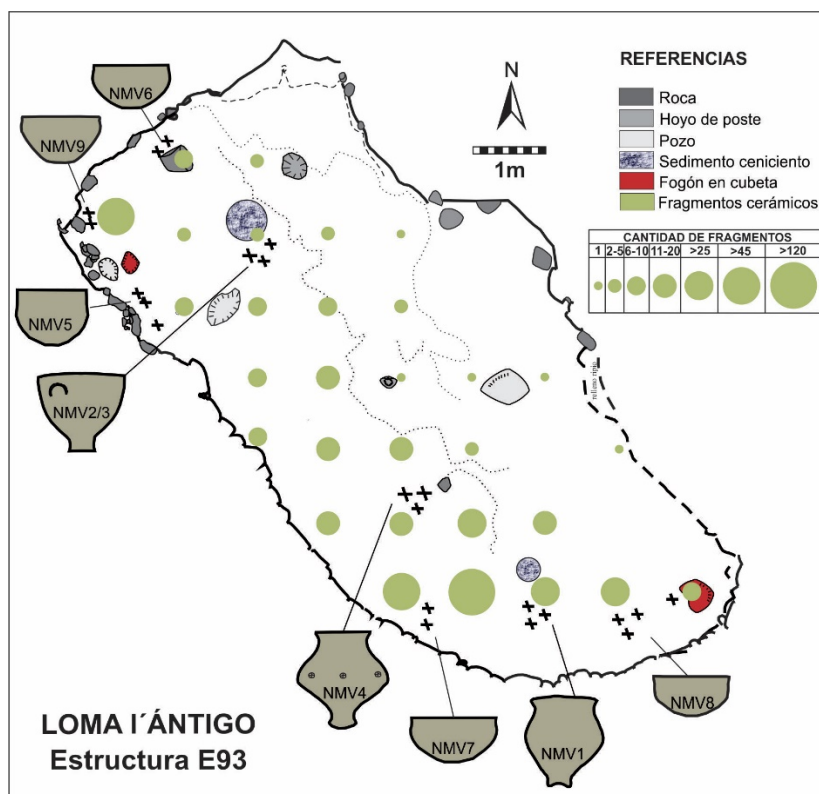 NMV6
NMV9
NMV5
NMV2/3
N
1m
REFERENCIAS
Roca
Hoyo de poste
Pozo
Sedimento ceniciento
Fogón en cubeta
Fragmentos cerámicos
CANTIDAD DE FRAGMENTOS
1 2-5 6-10 11-20 >25 >45 >120
NMV4
NMV7
NMV1
NMV8
LOMA l´ÁNTIGO
Estructura E93